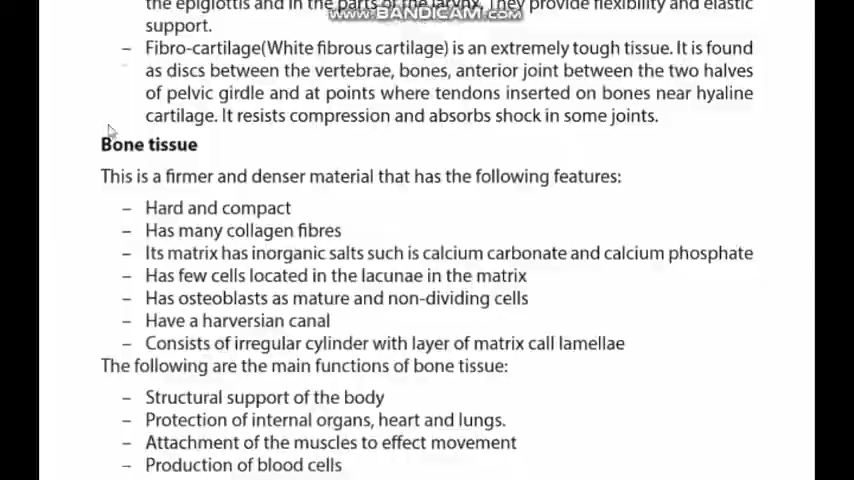 the epiglottis and in the parts of the larynx. They provide flexibility and elastic
www.BANDICAM.com
support.
– Fibro-cartilage(White fibrous cartilage) is an extremely tough tissue. It is found
as discs between the vertebrae, bones, anterior joint between the two halves
of pelvic girdle and at points where tendons inserted on bones near hyaline
cartilage. It resists compression and absorbs shock in some joints.
Bone tissue
This is a firmer and denser material that has the following features:
– Hard and compact
– Has many collagen fibres
– Its matrix has inorganic salts such is calcium carbonate and calcium phosphate
– Has few cells located in the lacunae in the matrix
– Has osteoblasts as mature and non-dividing cells
– Have a harversian canal
– Consists of irregular cylinder with layer of matrix call lamellae
The following are the main functions of bone tissue:
– Structural support of the body
– Protection of internal organs, heart and lungs.
– Attachment of the muscles to effect movement
– Production of blood cells